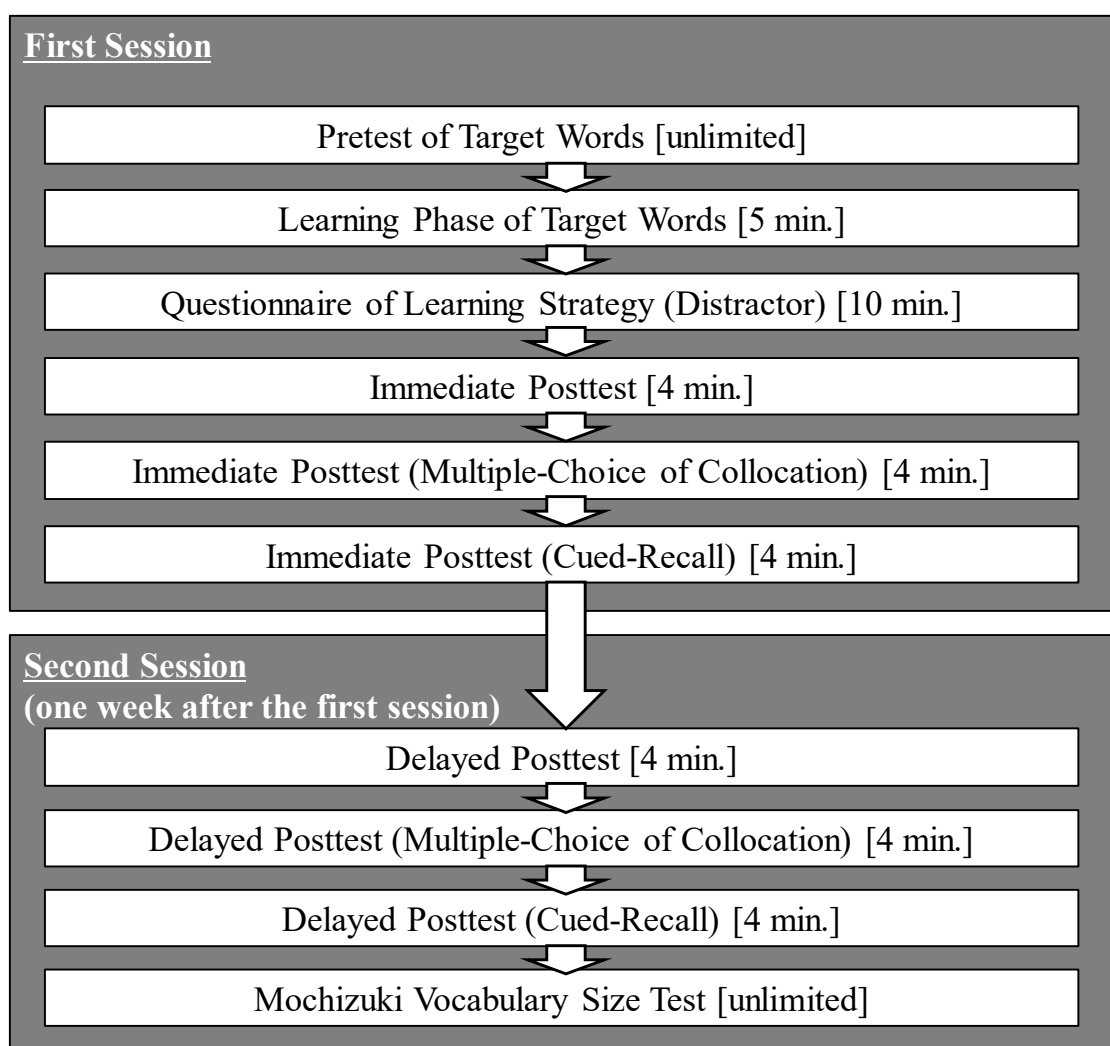 First Session
Pretest of Target Words [unlimited]
Learning Phase of Target Words [5 min.]
Questionnaire of Learning Strategy (Distractor) [10 min.]
Immediate Posttest [4 min.]
Immediate Posttest (Multiple-Choice of Collocation) [4 min.]
Immediate Posttest (Cued-Recall) [4 min.]
Second Session
(one week after the first session)
Delayed Posttest [4 min.]
Delayed Posttest (Multiple-Choice of Collocation) [4 min.]
Delayed Posttest (Cued-Recall) [4 min.]
Mochizuki Vocabulary Size Test [unlimited]